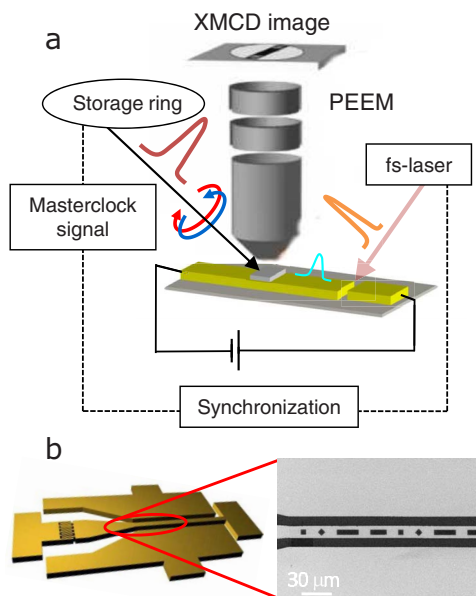 a
XMCD image
PEEM
Storage ring
fs-laser
Masterclock
signal
Synchronization
b
30 µm